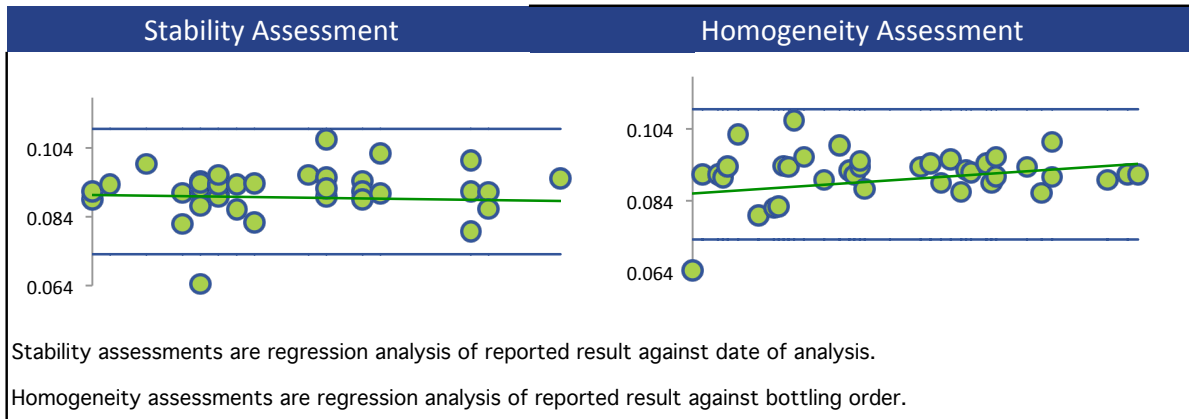 Stability Assessment
Homogeneity Assessment
0.104
0.084
0.064
0.104
0.084
0.064
Stability assessments are regression analysis of reported result against date of analysis.
Homogeneity assessments are regression analysis of reported result against bottling order.